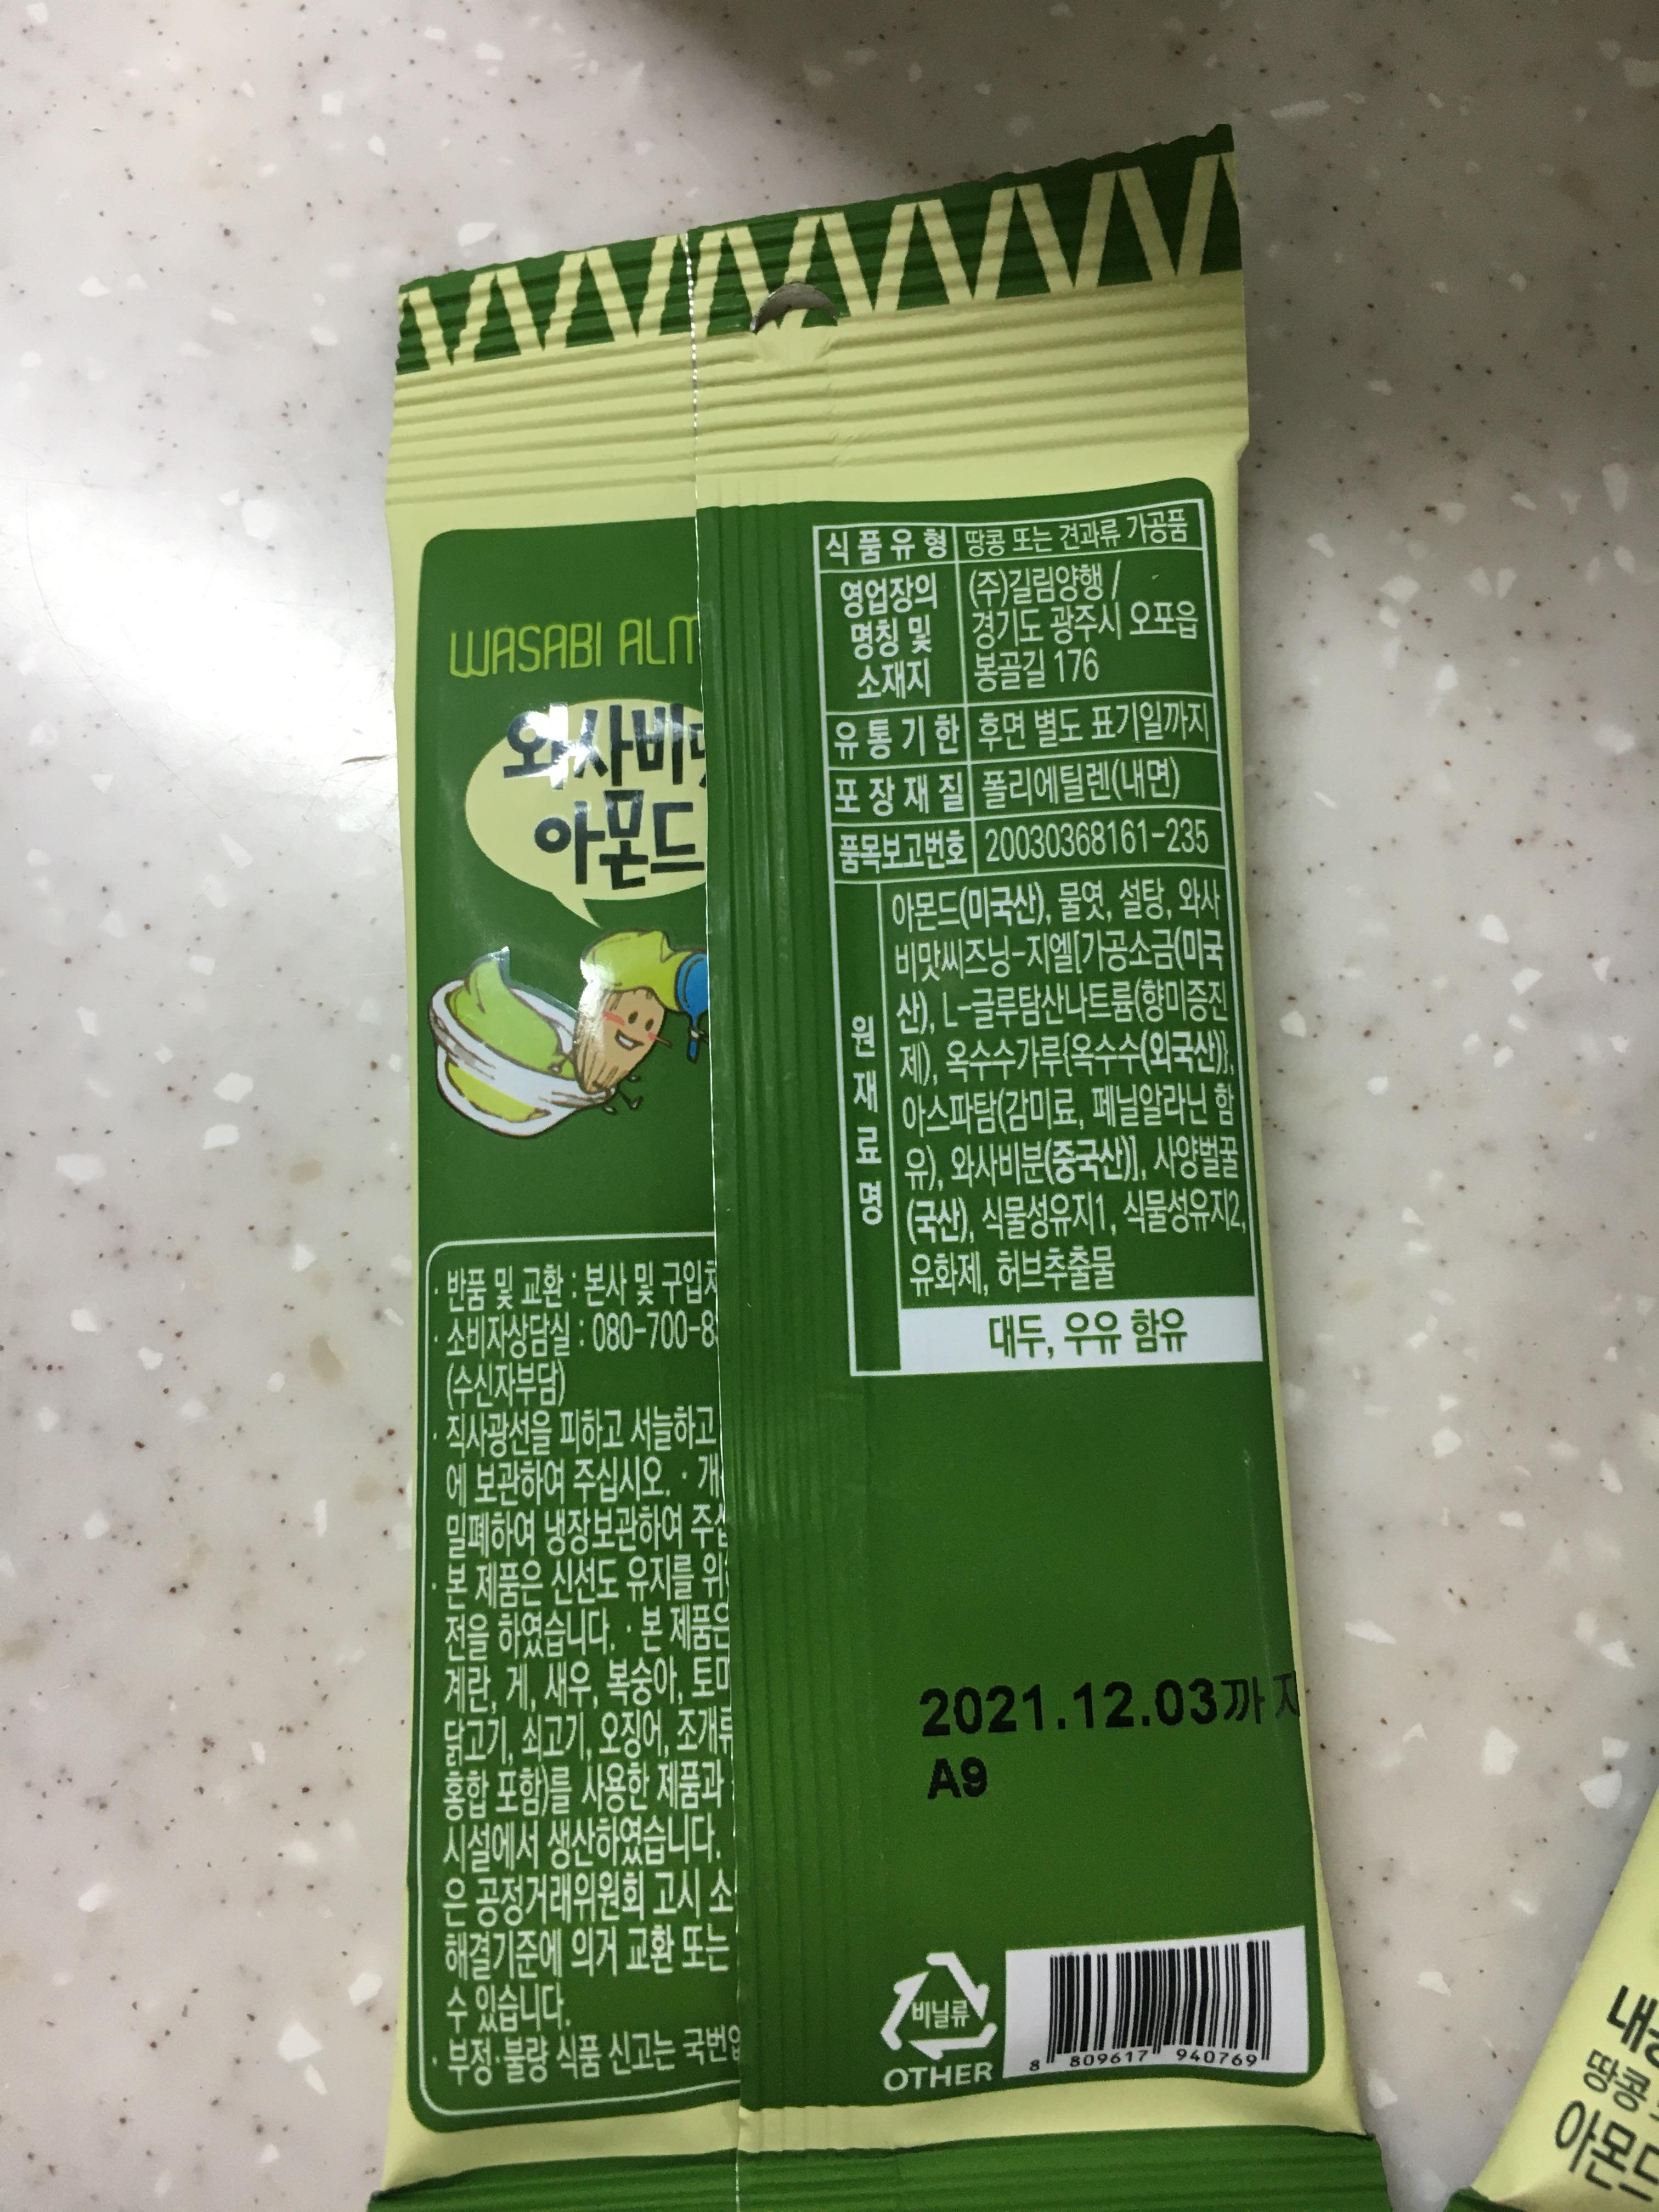 WASABI ALM
와사비맛
아몬드
· 반품 및 교환 : 본사 및 구입처
· 소비자상담실 : 080-700-8
(수신자부담)
· 직사광선을 피하고 서늘하고
에 보관하여 주십시오. · 개
밀폐하여 냉장보관하여 주십
· 본 제품은 신선도 유지를 위
전을 하였습니다. · 본 제품은
계란, 게, 새우, 복숭아, 토마
닭고기, 쇠고기, 오징어, 조개류
홍합 포함)를 사용한 제품과
시설에서 생산하였습니다.
은 공정거래위원회 고시 소
해결기준에 의거 교환 또는
수 있습니다.
· 부정·불량 식품 신고는 국번없
식품유형 땅콩 또는 견과류 가공품
영업장의 명칭 및 소재지
(주)길림양행 /
경기도 광주시 오포읍
봉골길 176
유통기한 후면 별도 표기일까지
포장재질 폴리에틸렌(내면)
품목보고번호 20030368161-235
원재료명
아몬드(미국산), 물엿, 설탕, 와사
비맛씨즈닝-지엘[가공소금(미국
산), L-글루탐산나트륨(향미증진
제), 옥수수가루{옥수수(외국산)},
아스파탐(감미료, 페닐알라닌 함
유), 와사비분(중국산)], 사양벌꿀
(국산), 식물성유지1, 식물성유지2,
유화제, 허브추출물
대두, 우유 함유
2021.12.03까지
A9
비닐류
OTHER
8 809617 940769
땅콩
아몬드